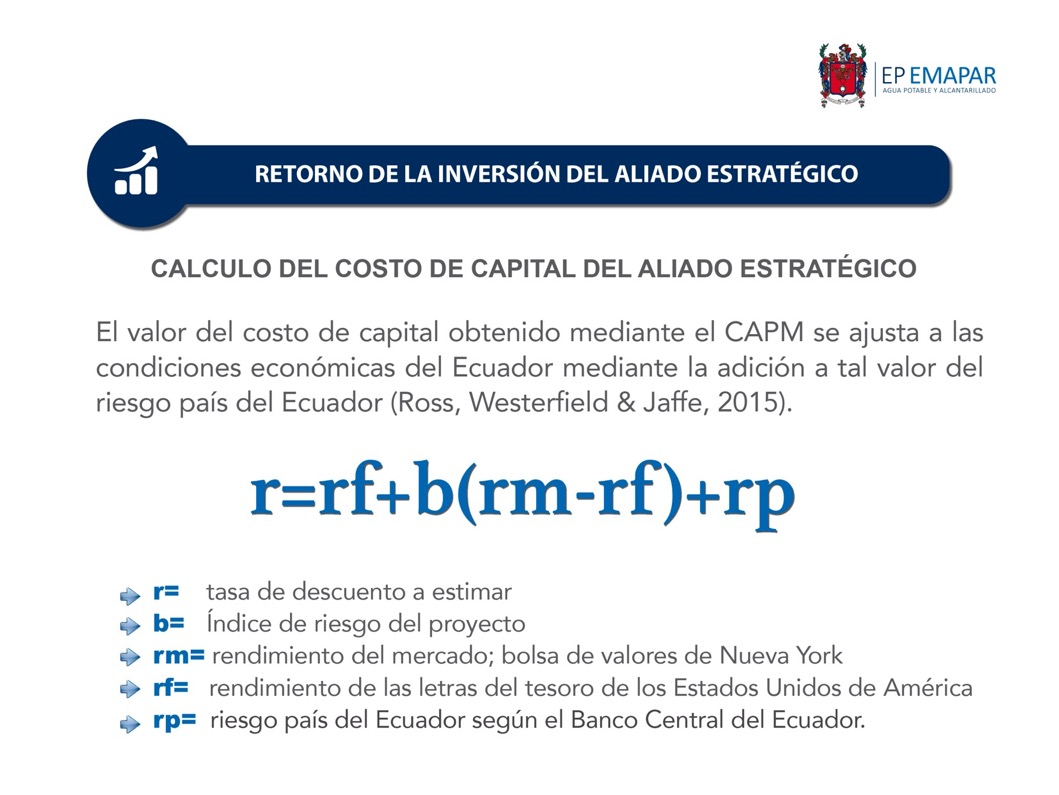 EP EMAPAR
AGUA POTABLE Y ALCANTARILLADO
RETORNO DE LA INVERSIÓN DEL ALIADO ESTRATÉGICO
CALCULO DEL COSTO DE CAPITAL DEL ALIADO ESTRATÉGICO
El valor del costo de capital obtenido mediante el CAPM se ajusta a las
condiciones económicas del Ecuador mediante la adición a tal valor del
riesgo país del Ecuador (Ross, Westerfield & Jaffe, 2015).
r=rf+b(rm-rf)+rp
r= tasa de descuento a estimar
b= Índice de riesgo del proyecto
rm= rendimiento del mercado; bolsa de valores de Nueva York
rf= rendimiento de las letras del tesoro de los Estados Unidos de América
rp= riesgo país del Ecuador según el Banco Central del Ecuador.